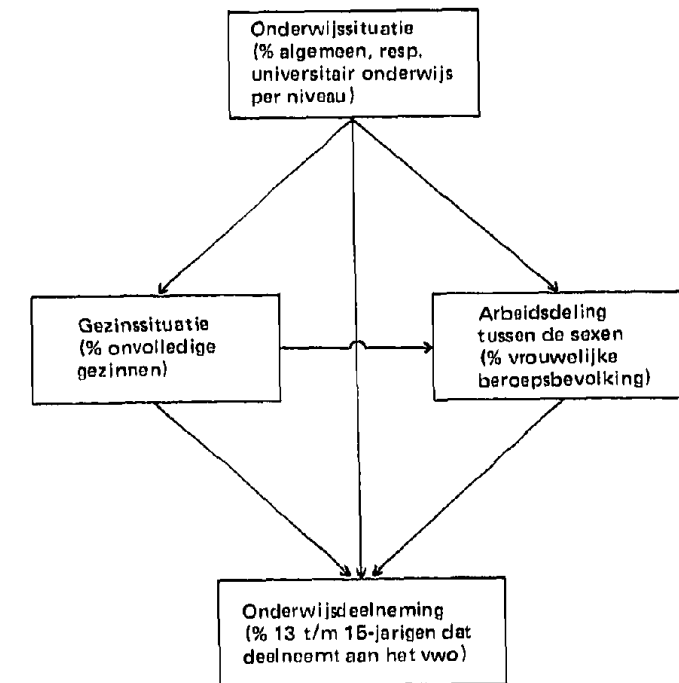 Onderwijssituatie
(% algemeen, resp.
universitair onderwijs
per niveau)
Gezinssituatie
(% onvolledige
gezinnen)
Arbeidsdeling
tussen de sexen
(% vrouwelijke
beroepsbevolking)
Onderwijsdeelneming
(% 13 t/m 15-jarigen dat
deelneemt aan het vwo)